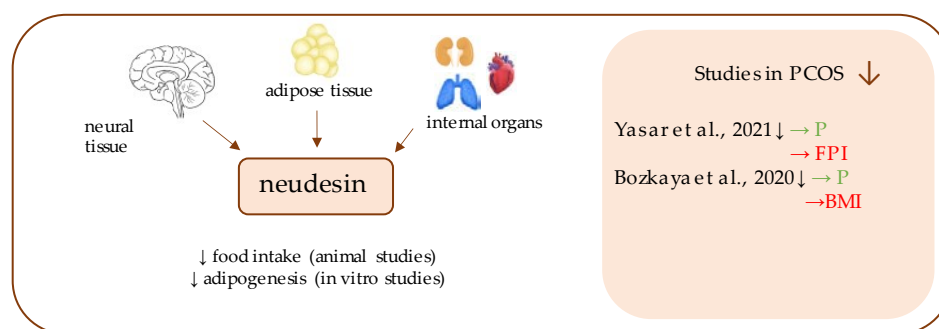 neural
tissue
adipose tissue
internal organs
neudesin
↓ food intake (animal studies)
↓ adipogenesis (in vitro studies)
Studies in PCOS ↓
Yasar et al., 2021 ↓ → P
→ FPI
Bozkaya et al., 2020 ↓ → P
→BMI